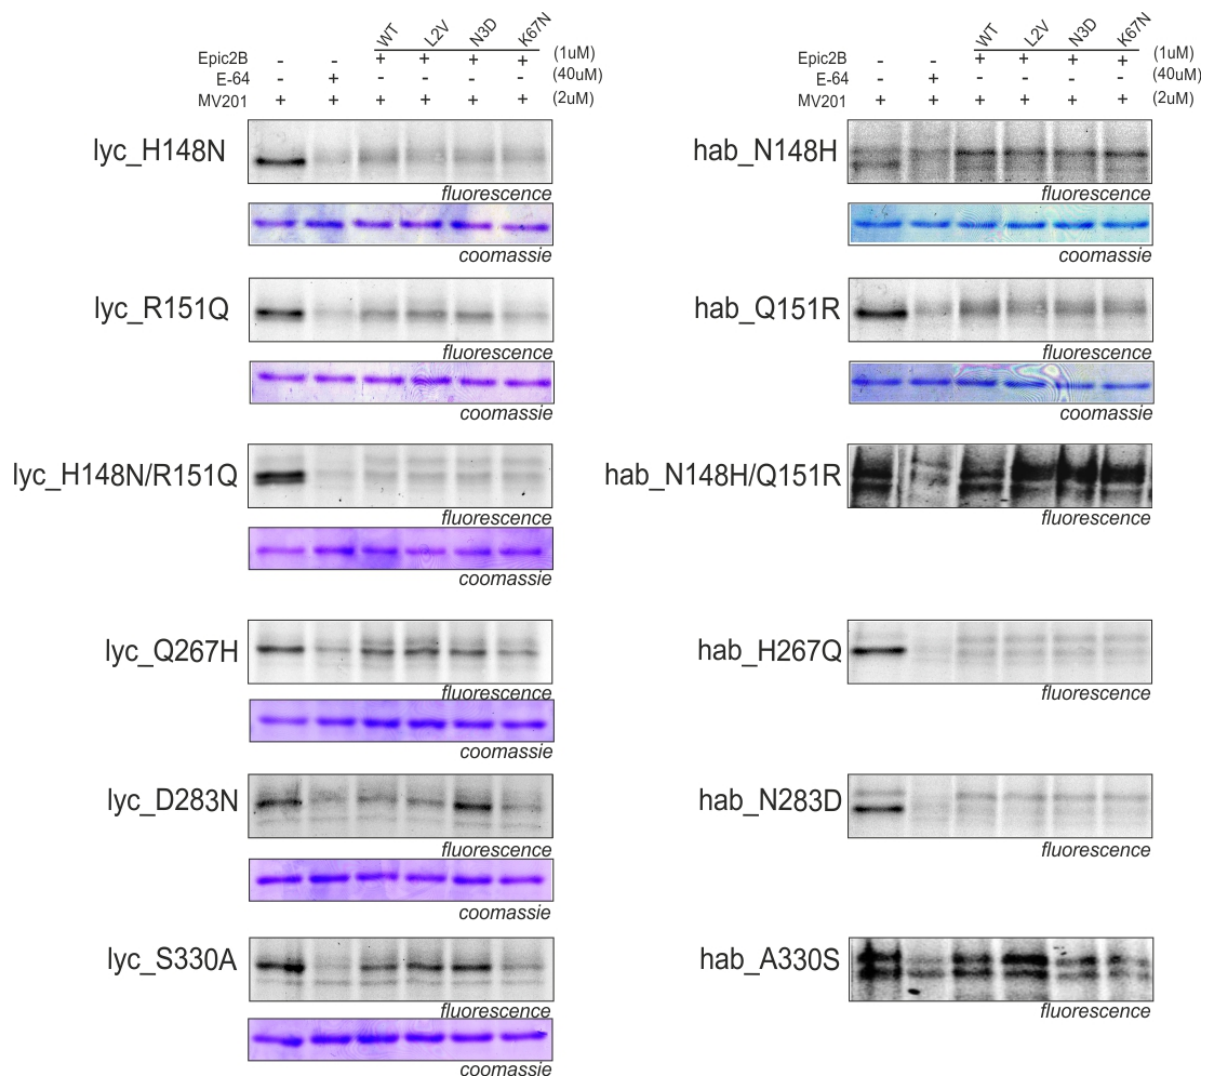 WT L2V N3D K67N
Epic2B - - + + + + (1uM)
E-64 - + - - - - (40uM)
MV201 + + + + + + (2uM)
lyc_H148N
fluorescence
coomassie
lyc_R151Q
fluorescence
coomassie
lyc_H148N/R151Q
fluorescence
coomassie
lyc_Q267H
fluorescence
coomassie
lyc_D283N
fluorescence
coomassie
lyc_S330A
fluorescence
coomassie
WT L2V N3D K67N
Epic2B - - + + + + (1uM)
E-64 - + - - - - (40uM)
MV201 + + + + + + (2uM)
hab_N148H
fluorescence
coomassie
hab_Q151R
fluorescence
coomassie
hab_N148H/Q151R
fluorescence
hab_H267Q
fluorescence
hab_N283D
fluorescence
hab_A330S
fluorescence